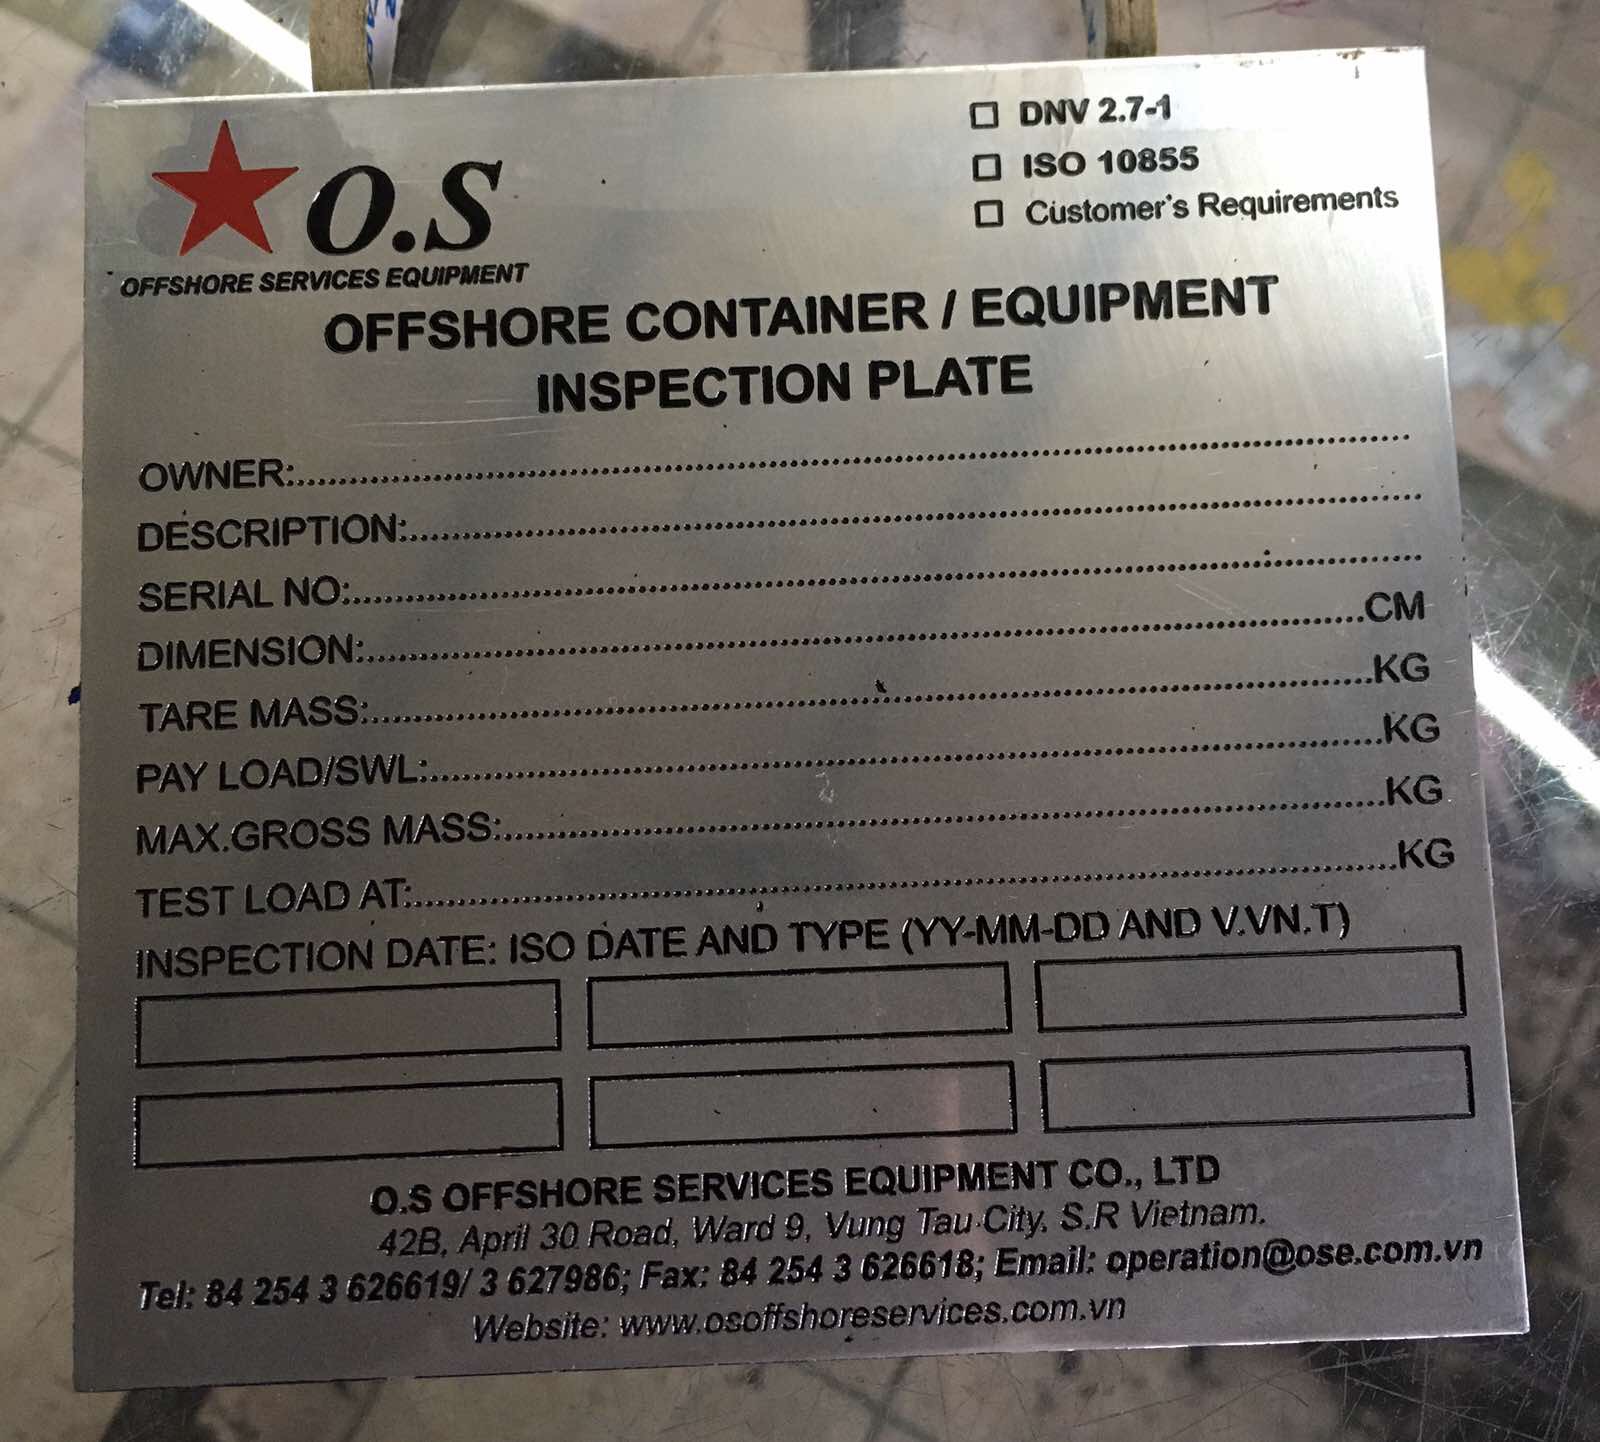 O.S
OFFSHORE SERVICES EQUIPMENT
DNV 2.7-1
ISO 10855
Customer's Requirements
OFFSHORE CONTAINER / EQUIPMENT
INSPECTION PLATE
OWNER:
DESCRIPTION:
SERIAL NO:
DIMENSION: CM
TARE MASS: KG
PAY LOAD/SWL: KG
MAX.GROSS MASS: KG
TEST LOAD AT: KG
INSPECTION DATE: ISO DATE AND TYPE (YY-MM-DD AND V.VN.T)
O.S OFFSHORE SERVICES EQUIPMENT CO., LTD
42B, April 30 Road, Ward 9, Vung Tau City, S.R Vietnam.
Tel: 84 254 3 626619/ 3 627986; Fax: 84 254 3 626618; Email: operation@ose.com.vn
Website: www.osoffshoreservices.com.vn